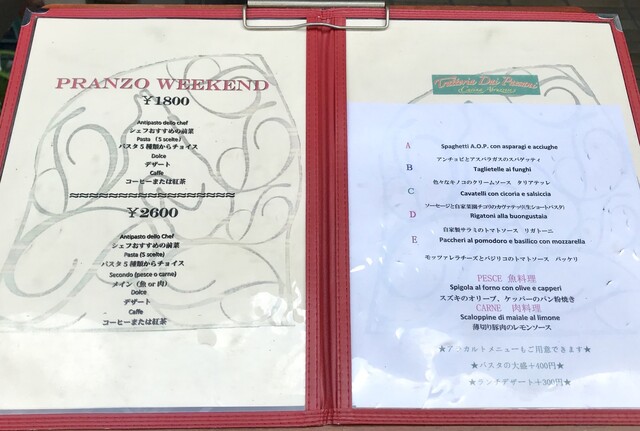 PRANZO WEEKEND
￥1800
Antipasto dello chef
シェフおすすめの前菜
Pasta （5 scelte）
パスタ５種類からチョイス
Dolce
デザート
Caffe
コーヒーまたは紅茶
≈≈≈≈≈≈≈≈≈≈≈≈≈≈≈≈≈≈
￥2600
Antipasto dello Chef
シェフおすすめの前菜
Pasta (5 scelte)
パスタ５種類からチョイス
Secondo (pesce o carne)
メイン（魚 or 肉）
Dolce
デザート
Caffe
コーヒーまたは紅茶
Trattoria Dai
A Spaghetti A.O.P. con asparagi e acciughe
アンチョビとアスパラガスのスパゲッティ
B Taglietelle ai funghi
色々なキノコのクリームソース　タリアテッレ
C Cavatelli con cicoria e salsiccia
ソーセージと自家菜園チコリのカヴァテッリ(生ショートパスタ)
D Rigatoni alla buongustaia
自家製サラミのトマトソース　リガトーニ
E Paccheri al pomodoro e basilico con mozzarella
モッツァレラチーズとバジリコのトマトソース　パッケリ
PESCE 魚料理
Spigola al forno con olive e capperi
スズキのオリーブ、ケッパーのパン粉焼き
CARNE　肉料理
Scaloppine di maiale al limone
薄切り豚肉のレモンソース
★アラカルトメニューもご用意できます★
★パスタの大盛＋400円★
★ランチデザート＋300円★